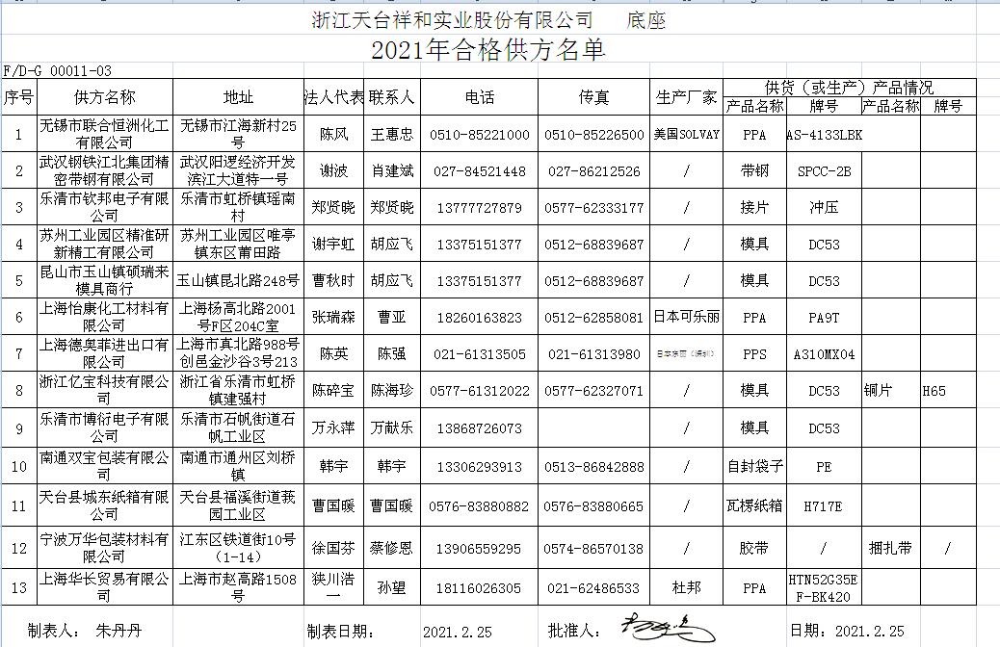 浙江天台祥和实业股份有限公司 底座
2021年合格供方名单
F/D-G 00011-03
序号 供方名称 地址 法人代表 联系人 电话 传真 生产厂家 供货（或生产）产品情况
产品名称 牌号 产品名称 牌号
1 无锡市联合恒洲化工有限公司 无锡市江海新村25号 陈风 王惠忠 0510-85221000 0510-85226500 美国SOLVAY PPA AS-4133LBK
2 武汉钢铁江北集团精密带钢有限公司 武汉阳逻经济开发滨江大道特一号 谢波 肖建斌 027-84521448 027-86212526 / 带钢 SPCC-2B
3 乐清市钦邦电子有限公司 乐清市虹桥镇瑶南村 郑贤晓 郑贤晓 13777727879 0577-62333177 / 接片 冲压
4 苏州工业园区精准研新精工有限公司 苏州工业园区唯亭镇东区莆田路 谢宇虹 胡应飞 13375151377 0512-68839687 / 模具 DC53
5 昆山市玉山镇硕瑞来模具商行 玉山镇昆北路248号 曹秋时 胡应飞 13375151377 0512-68839687 / 模具 DC53
6 上海怡康化工材料有限公司 上海杨高北路2001号F区204C室 张瑞森 曹亚 18260163823 0512-62858081 日本可乐丽 PPA PA9T
7 上海德奥菲进出口有限公司 上海市真北路988号创邑金沙谷3号213 陈英 陈强 021-61313505 021-61313980 日本东丽（深圳） PPS A310MX04
8 浙江亿宝科技有限公司 浙江省乐清市虹桥镇建强村 陈碎宝 陈海珍 0577-61312022 0577-62327071 / 模具 DC53 铜片 H65
9 乐清市博衍电子有限公司 乐清市石帆街道石帆工业区 万永萍 万献乐 13868726073 / 模具 DC53
10 南通双宝包装有限公司 南通市通州区刘桥镇 韩宇 韩宇 13306293913 0513-86842888 / 自封袋子 PE
11 天台县城东纸箱有限公司 天台县福溪街道莪园工业区 曹国暖 曹国暖 0576-83880882 0576-83880665 / 瓦楞纸箱 H717E
12 宁波万华包装材料有限公司 江东区铁道街10号（1-14） 徐国芬 蔡修恩 13906559295 0574-86570138 / 胶带 / 捆扎带 /
13 上海华长贸易有限公司 上海市赵高路1508号 狭川浩一 孙望 18116026305 021-62486533 杜邦 PPA HTN52G35EF-BK420
制表人： 朱丹丹 制表日期： 2021.2.25 批准人： 日期：2021.2.25